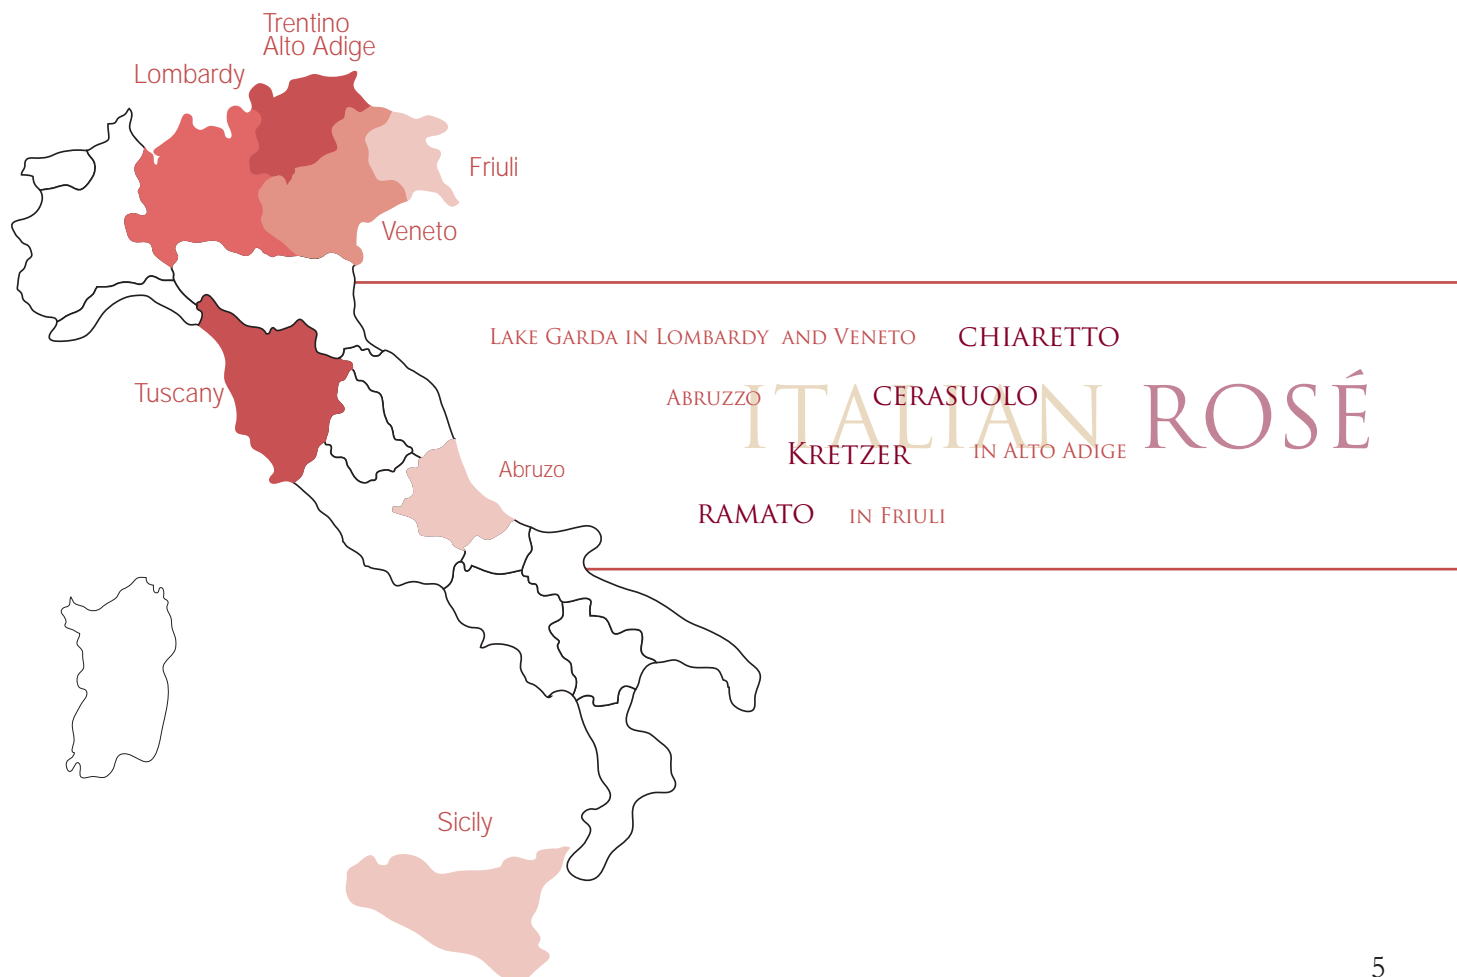 Trentino
Alto Adige
Lombardy
Friuli
Veneto
LAKE GARDA IN LOMBARDY AND VENETO CHIARETTO
Tuscany
ABRUZZO CERASUOLO
ITALIAN ROSÉ
KRETZER IN ALTO ADIGE
Abruzo
RAMATO IN FRIULI
Sicily
5